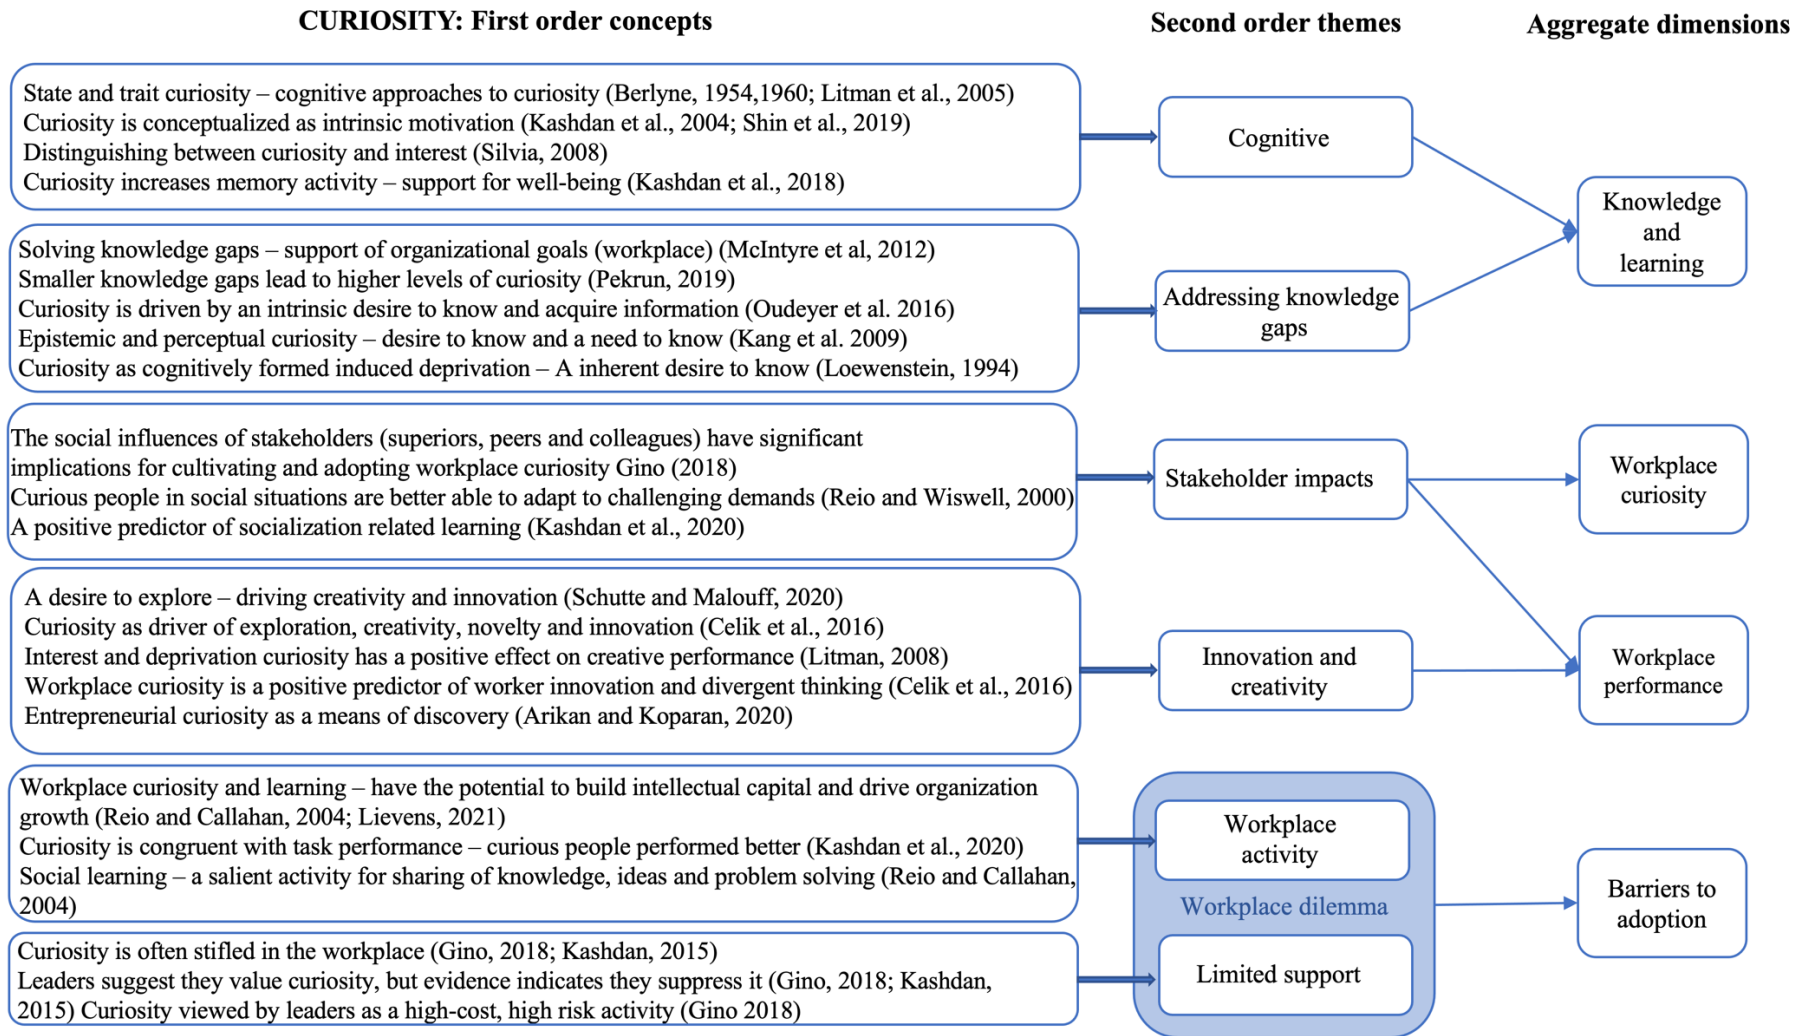 CURIOSITY: First order concepts
Second order themes
Aggregate dimensions
State and trait curiosity – cognitive approaches to curiosity (Berlyne, 1954,1960; Litman et al., 2005)
Curiosity is conceptualized as intrinsic motivation (Kashdan et al., 2004; Shin et al., 2019)
Distinguishing between curiosity and interest (Silvia, 2008)
Curiosity increases memory activity – support for well-being (Kashdan et al., 2018)
Cognitive
Knowledge
and
learning
Solving knowledge gaps – support of organizational goals (workplace) (McIntyre et al, 2012)
Smaller knowledge gaps lead to higher levels of curiosity (Pekrun, 2019)
Curiosity is driven by an intrinsic desire to know and acquire information (Oudeyer et al. 2016)
Epistemic and perceptual curiosity – desire to know and a need to know (Kang et al. 2009)
Curiosity as cognitively formed induced deprivation – A inherent desire to know (Loewenstein, 1994)
Addressing knowledge
gaps
The social influences of stakeholders (superiors, peers and colleagues) have significant
implications for cultivating and adopting workplace curiosity Gino (2018)
Curious people in social situations are better able to adapt to challenging demands (Reio and Wiswell, 2000)
A positive predictor of socialization related learning (Kashdan et al., 2020)
Stakeholder impacts
Workplace
curiosity
A desire to explore – driving creativity and innovation (Schutte and Malouff, 2020)
Curiosity as driver of exploration, creativity, novelty and innovation (Celik et al., 2016)
Interest and deprivation curiosity has a positive effect on creative performance (Litman, 2008)
Workplace curiosity is a positive predictor of worker innovation and divergent thinking (Celik et al., 2016)
Entrepreneurial curiosity as a means of discovery (Arikan and Koparan, 2020)
Innovation and
creativity
Workplace
performance
Workplace curiosity and learning – have the potential to build intellectual capital and drive organization
growth (Reio and Callahan, 2004; Lievens, 2021)
Curiosity is congruent with task performance – curious people performed better (Kashdan et al., 2020)
Social learning – a salient activity for sharing of knowledge, ideas and problem solving (Reio and Callahan,
2004)
Workplace
activity
Workplace dilemma
Barriers to
adoption
Curiosity is often stifled in the workplace (Gino, 2018; Kashdan, 2015)
Leaders suggest they value curiosity, but evidence indicates they suppress it (Gino, 2018; Kashdan,
2015) Curiosity viewed by leaders as a high-cost, high risk activity (Gino 2018)
Limited support